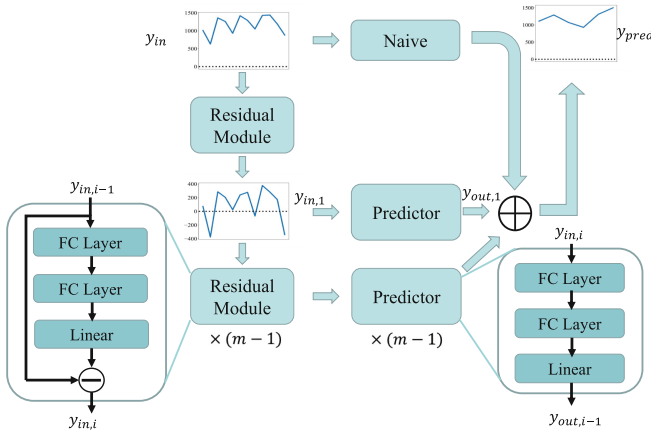 y_in
1500
1000
500
0
Naive
1500
1000
500
0
y_pred
Residual
Module
400
200
0
−200
−400
y_in,1
Predictor
y_out,1
y_in,i−1
FC Layer
FC Layer
Linear
y_in,i
Residual
Module
× (m − 1)
Predictor
× (m − 1)
y_in,i
FC Layer
FC Layer
Linear
y_out,i−1